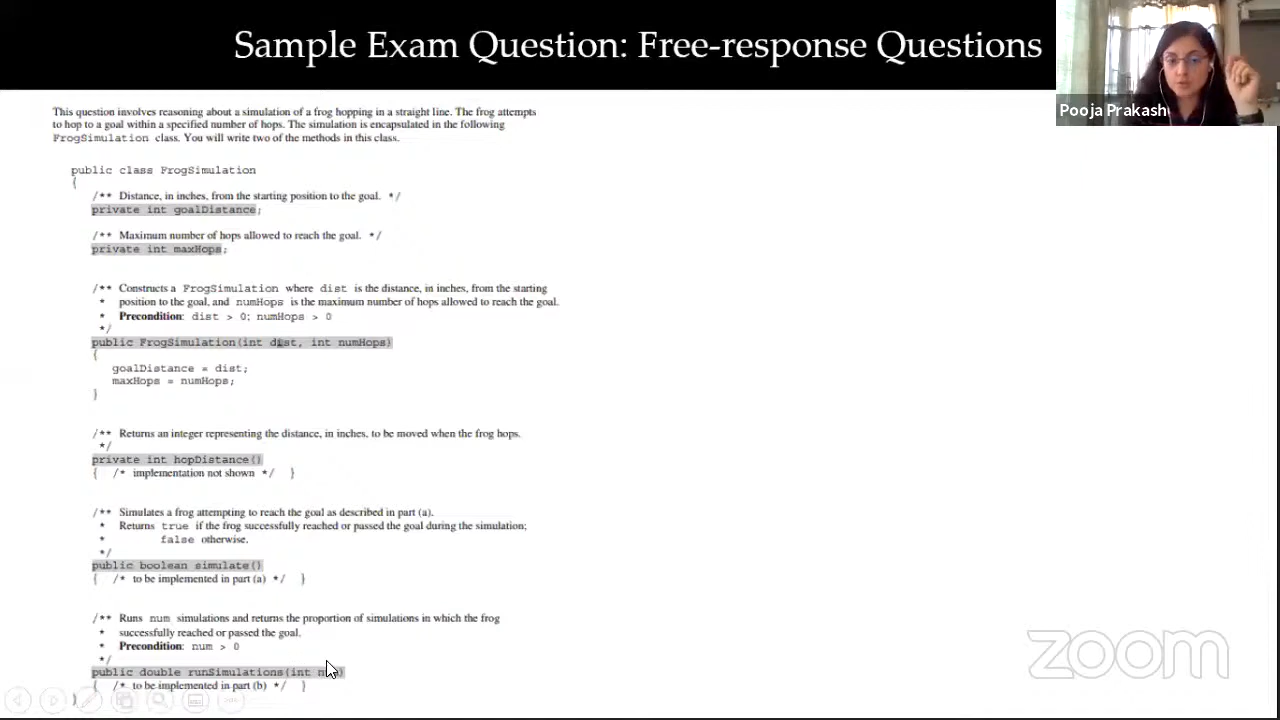 Sample Exam Question: Free-response Questions
Pooja Prakash
This question involves reasoning about a simulation of a frog hopping in a straight line. The frog attempts
to hop to a goal within a specified number of hops. The simulation is encapsulated in the following
FrogSimulation class. You will write two of the methods in this class.
public class FrogSimulation
{
/** Distance, in inches, from the starting position to the goal. */
private int goalDistance;
/** Maximum number of hops allowed to reach the goal. */
private int maxHops;
/** Constructs a FrogSimulation where dist is the distance, in inches, from the starting
* position to the goal, and numHops is the maximum number of hops allowed to reach the goal.
* Precondition: dist > 0; numHops > 0
*/
public FrogSimulation(int dist, int numHops)
{
goalDistance = dist;
maxHops = numHops;
}
/** Returns an integer representing the distance, in inches, to be moved when the frog hops.
*/
private int hopDistance()
{ /* implementation not shown */ }
/** Simulates a frog attempting to reach the goal as described in part (a).
* Returns true if the frog successfully reached or passed the goal during the simulation;
* false otherwise.
*/
public boolean simulate()
{ /* to be implemented in part (a) */ }
/** Runs num simulations and returns the proportion of simulations in which the frog
* successfully reached or passed the goal.
* Precondition: num > 0
*/
public double runSimulations(int num)
{ /* to be implemented in part (b) */ }
}
zoom